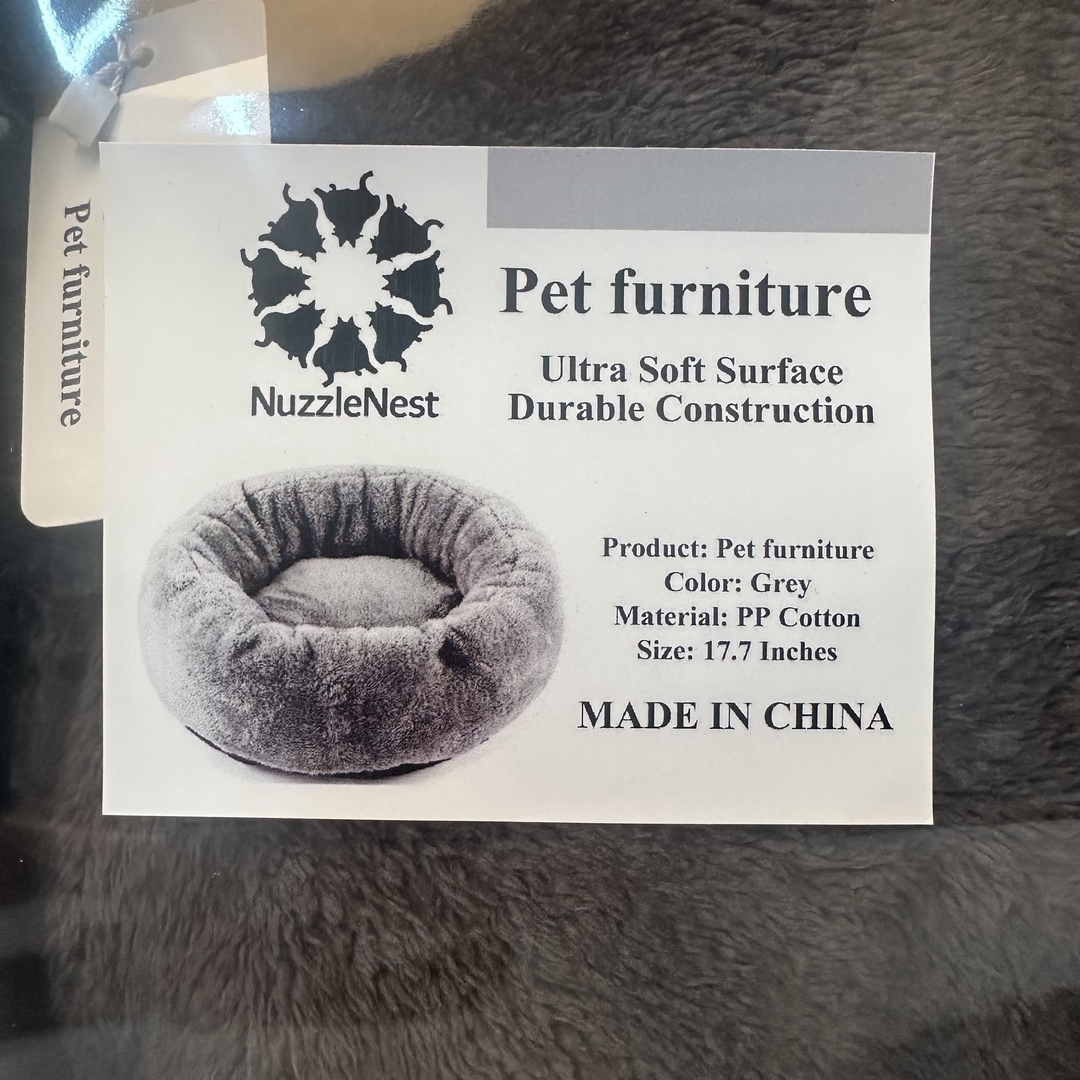 Pet furniture
NuzzleNest
Pet furniture
Ultra Soft Surface
Durable Construction
Product: Pet furniture
Color: Grey
Material: PP Cotton
Size: 17.7 Inches
MADE IN CHINA